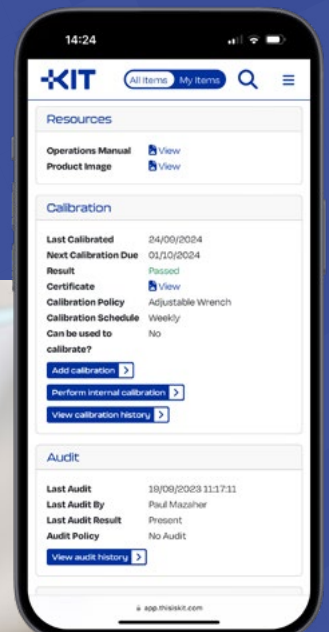 14:24
KIT All Items My Items
Resources
Operations Manual View
Product Image View
Calibration
Last Calibrated 24/09/2024
Next Calibration Due 01/10/2024
Result Passed
Certificate View
Calibration Policy Adjustable Wrench
Calibration Schedule Weekly
Can be used to No
calibrate?
Add calibration >
Perform internal calibration >
View calibration history >
Audit
Last Audit 19/09/2023 11:17:11
Last Audit By Paul Mazaher
Last Audit Result Present
Audit Policy No Audit
View audit history >
app.thisiskit.com